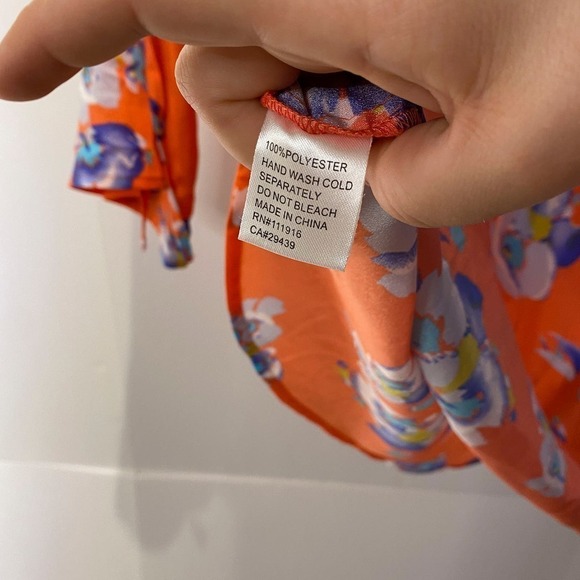 100%POLYESTER
HAND WASH COLD
SEPARATELY
DO NOT BLEACH
MADE IN CHINA
RN#111916
CA#29439